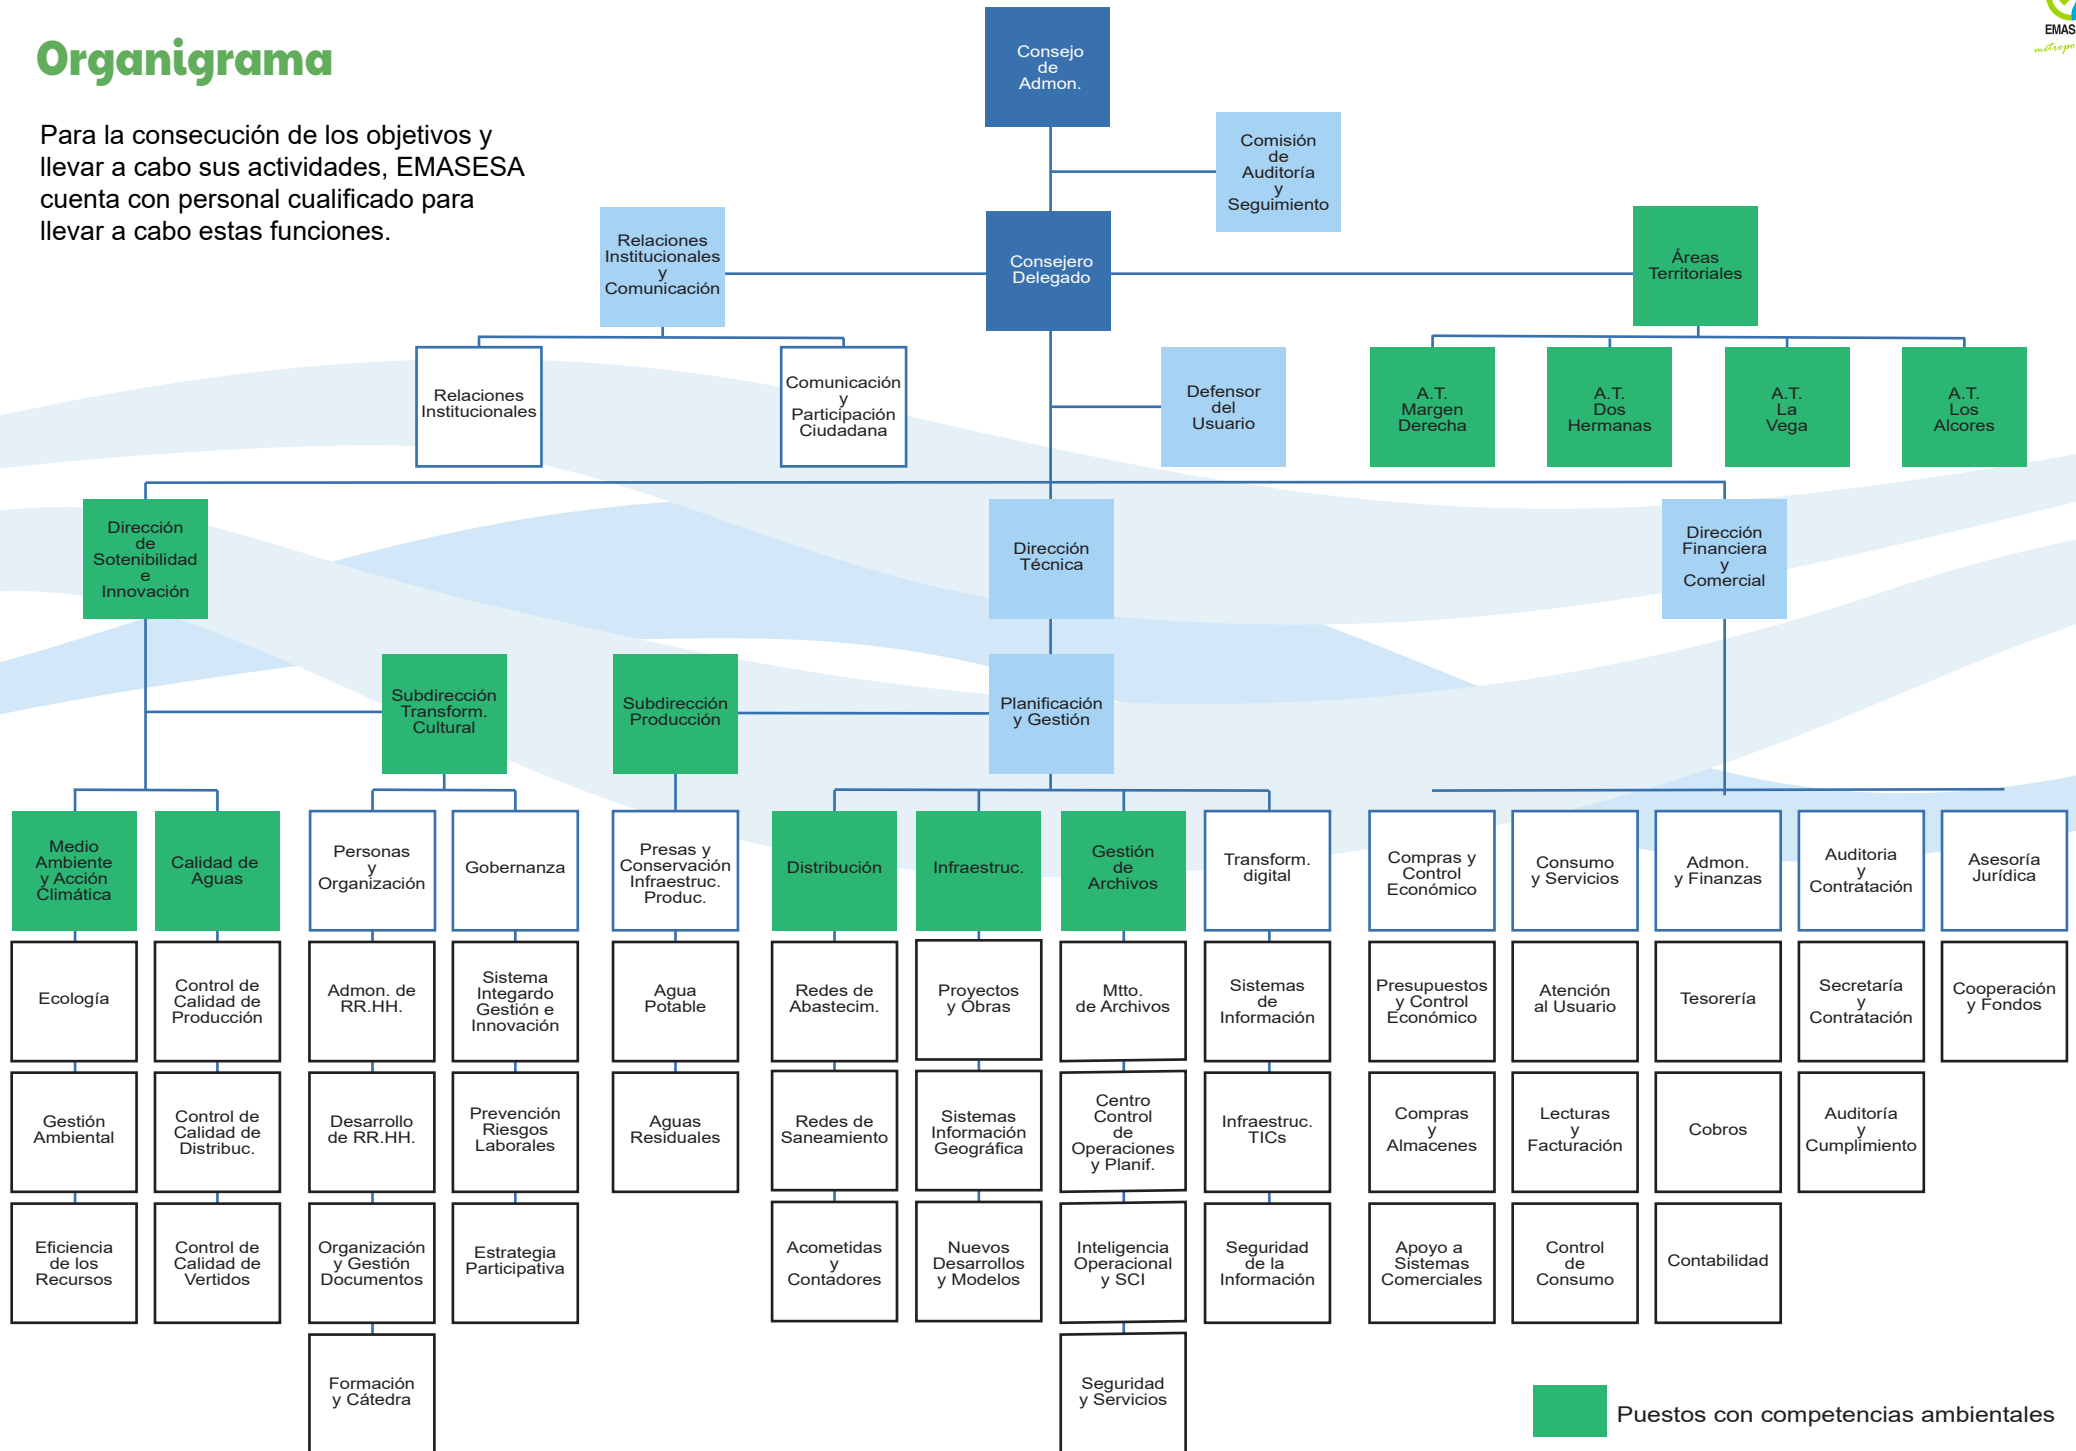 Organigrama
Para la consecución de los objetivos y
llevar a cabo sus actividades, EMASESA
cuenta con personal cualificado para
llevar a cabo estas funciones.
Consejo
de
Admon.
Comisión
de
Auditoría
y
Seguimiento
Relaciones
Institucionales
y
Comunicación
Consejero
Delegado
Áreas
Territoriales
Relaciones
Institucionales
Comunicación
y
Participación
Ciudadana
Defensor
del
Usuario
A.T.
Margen
Derecha
A.T.
Dos
Hermanas
A.T.
La
Vega
A.T.
Los
Alcores
Dirección
de
Sotenibilidad
e
Innovación
Dirección
Técnica
Dirección
Financiera
y
Comercial
Subdirección
Transform.
Cultural
Subdirección
Producción
Planificación
y Gestión
Medio
Ambiente
y Acción
Climática
Calidad de
Aguas
Personas
y
Organización
Gobernanza
Presas y
Conservación
Infraestruc.
Produc.
Distribución
Infraestruc.
Gestión
de
Archivos
Transform.
digital
Compras y
Control
Económico
Consumo
y Servicios
Admon.
y Finanzas
Auditoria
y
Contratación
Asesoría
Jurídica
Ecología
Control de
Calidad de
Producción
Admon. de
RR.HH.
Sistema
Integardo
Gestión e
Innovación
Agua
Potable
Redes de
Abastecim.
Proyectos
y Obras
Mtto.
de Archivos
Sistemas
de
Información
Presupuestos
y Control
Económico
Atención
al Usuario
Tesorería
Secretaría
y
Contratación
Cooperación
y Fondos
Gestión
Ambiental
Control de
Calidad de
Distribuc.
Desarrollo
de RR.HH.
Prevención
Riesgos
Laborales
Aguas
Residuales
Redes de
Saneamiento
Sistemas
Información
Geográfica
Centro
Control
de
Operaciones
y Planif.
Infraestruc.
TICs
Compras
y
Almacenes
Lecturas
y
Facturación
Cobros
Auditoría
y
Cumplimiento
Eficiencia
de los
Recursos
Control de
Calidad de
Vertidos
Organización
y Gestión
Documentos
Estrategia
Participativa
Acometidas
y
Contadores
Nuevos
Desarrollos
y Modelos
Inteligencia
Operacional
y SCI
Seguridad
de la
Información
Apoyo a
Sistemas
Comerciales
Control
de
Consumo
Contabilidad
Formación
y Cátedra
Seguridad
y Servicios
Puestos con competencias ambientales